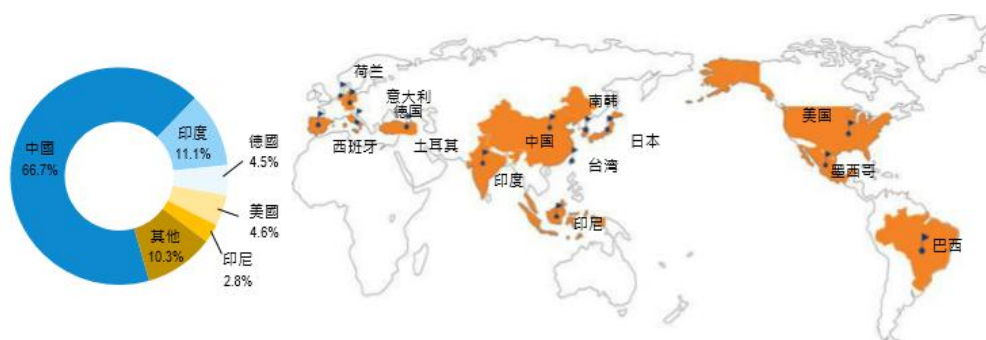 中國
66.7%
印度
11.1%
德國
4.5%
美國
4.6%
印尼
2.8%
其他
10.3%
荷兰
意大利
德国
西班牙
土耳其
中国
南韩
日本
台湾
印度
印尼
美国
墨西哥
巴西